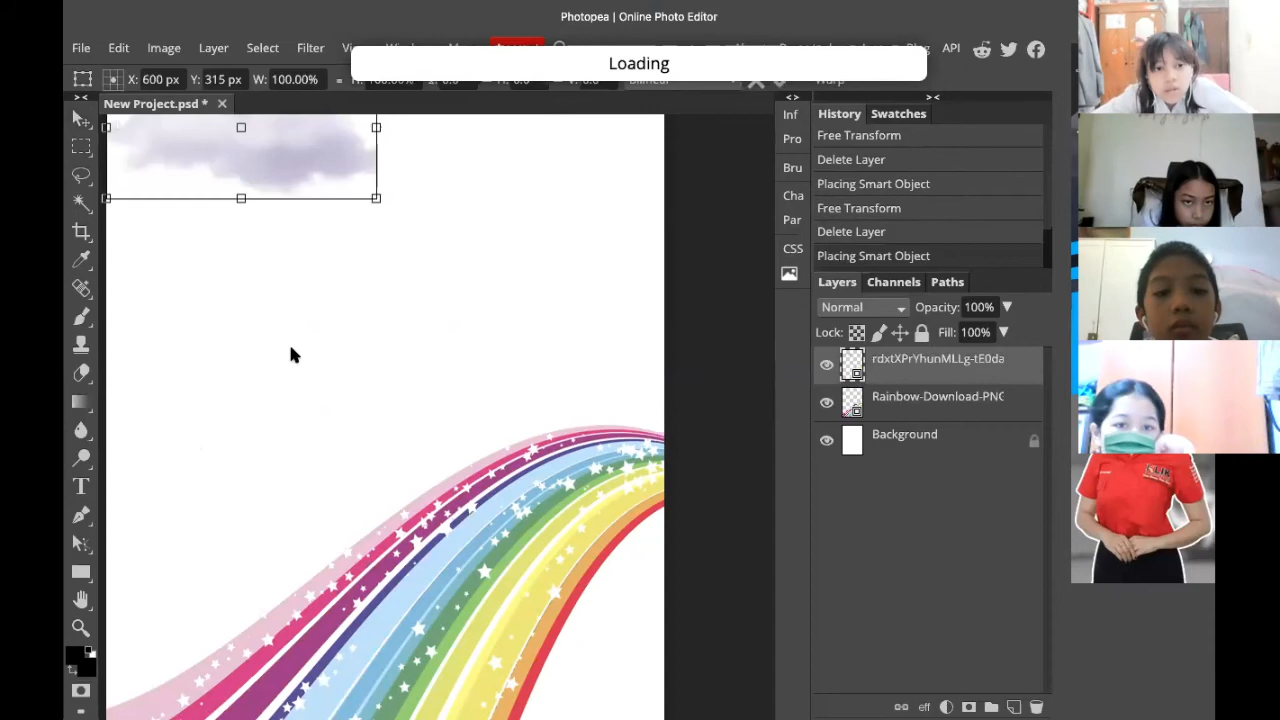 Photopea | Online Photo Editor
File Edit Image Layer Select Filter
API
Loading
X: 600 px Y: 315 px W: 100.00%
New Project.psd *
Inf
Pro
Bru
Cha
Par
CSS
History Swatches
Free Transform
Delete Layer
Placing Smart Object
Free Transform
Delete Layer
Placing Smart Object
Layers Channels Paths
Normal Opacity: 100%
Lock: Fill: 100%
rdxtXPrYhunMLLg-tE0da
Rainbow-Download-PNG
Background
eff